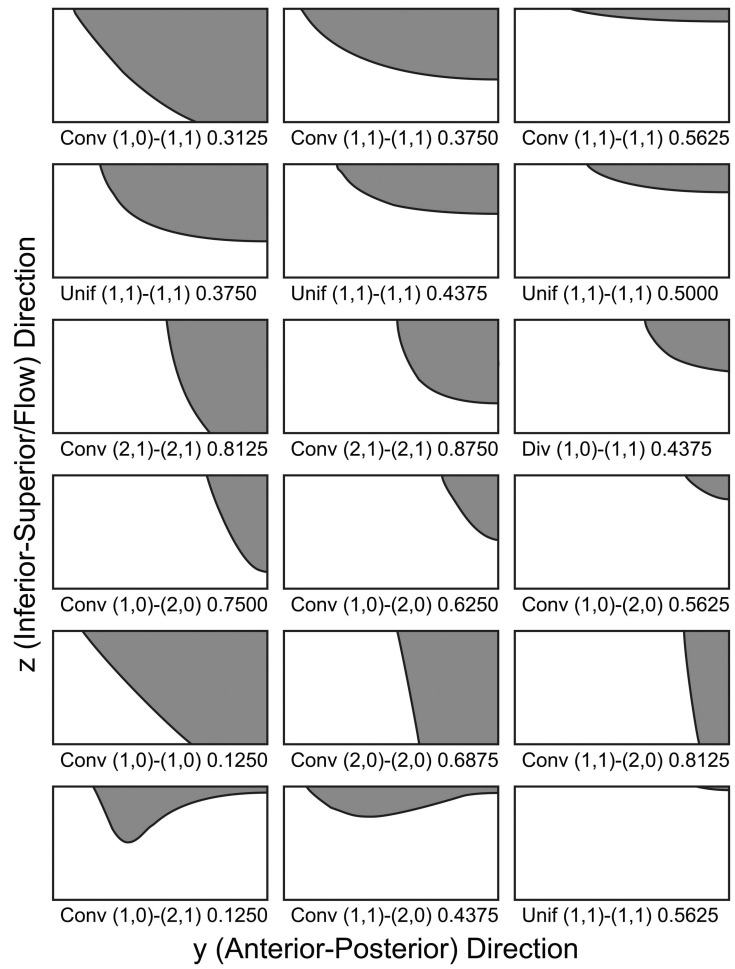 Conv (1,0)-(1,1) 0.3125
Conv (1,1)-(1,1) 0.3750
Conv (1,1)-(1,1) 0.5625
Unif (1,1)-(1,1) 0.3750
Unif (1,1)-(1,1) 0.4375
Unif (1,1)-(1,1) 0.5000
Conv (2,1)-(2,1) 0.8125
Conv (2,1)-(2,1) 0.8750
Div (1,0)-(1,1) 0.4375
Conv (1,0)-(2,0) 0.7500
Conv (1,0)-(2,0) 0.6250
Conv (1,0)-(2,0) 0.5625
Conv (1,0)-(1,0) 0.1250
Conv (2,0)-(2,0) 0.6875
Conv (1,1)-(2,0) 0.8125
Conv (1,0)-(2,1) 0.1250
Conv (1,1)-(2,0) 0.4375
Unif (1,1)-(1,1) 0.5625
z (Inferior-Superior/Flow) Direction
y (Anterior-Posterior) Direction